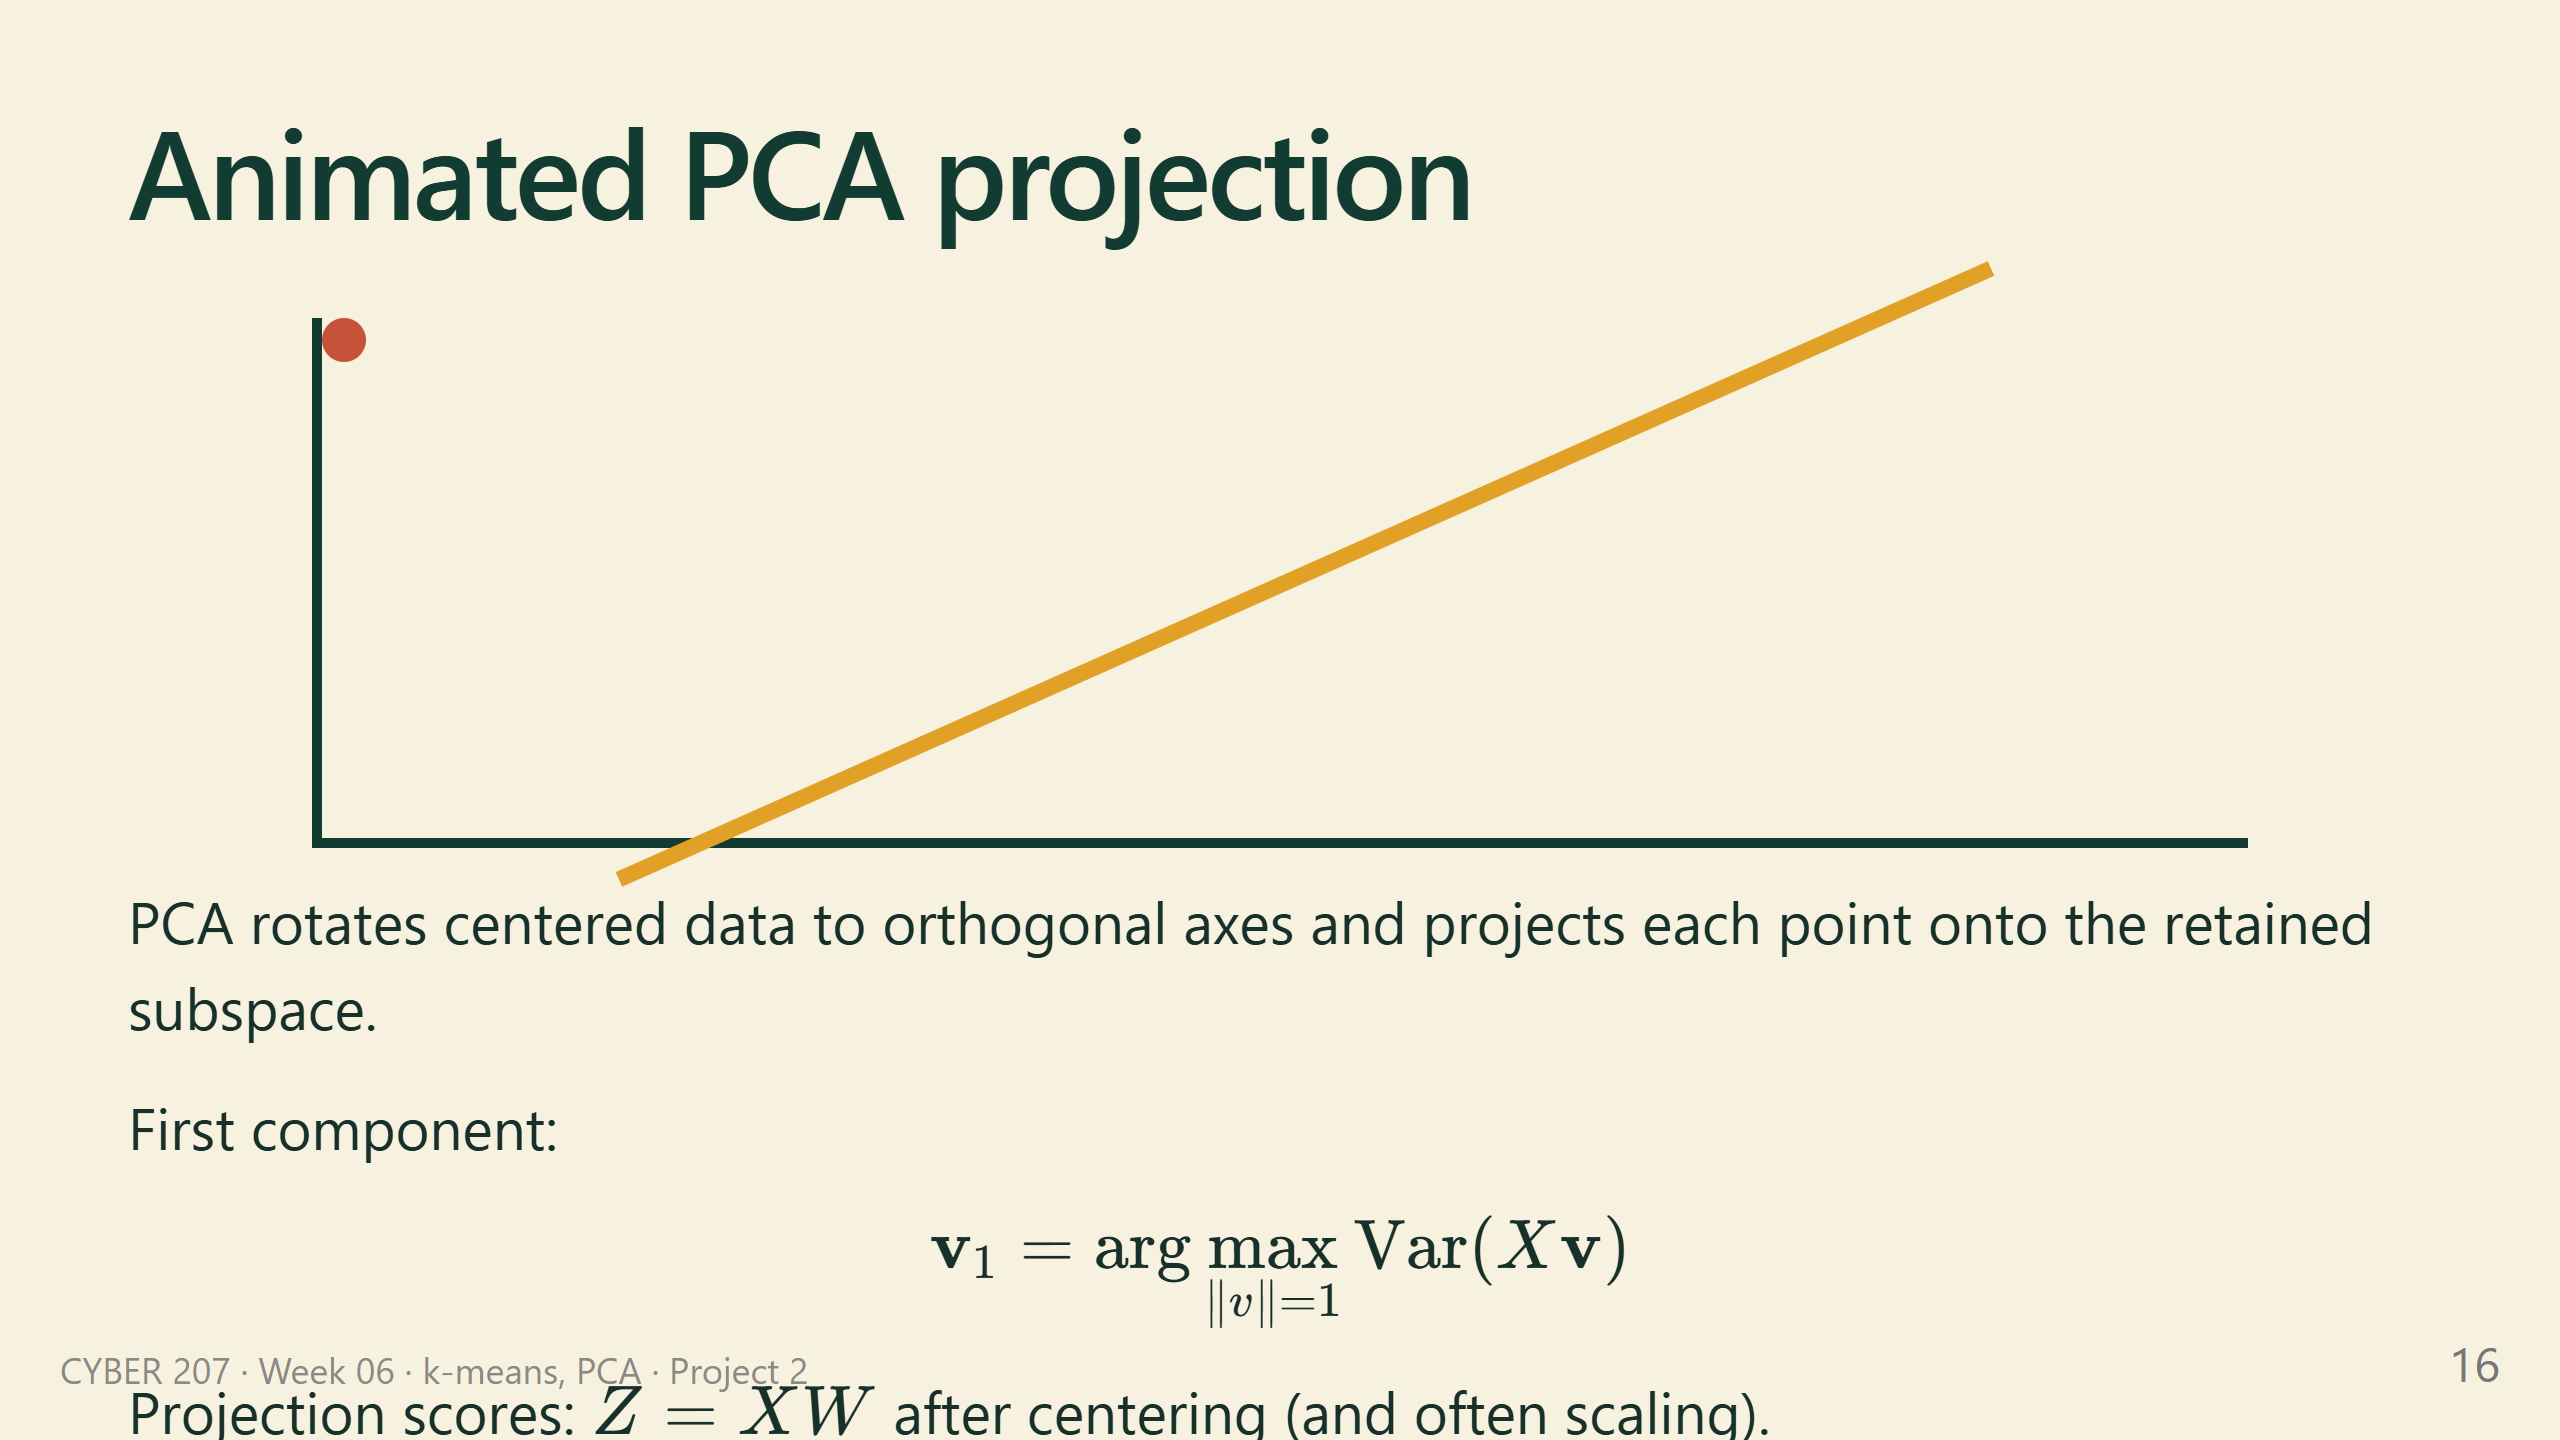 Animated PCA projection
PCA rotates centered data to orthogonal axes and projects each point onto the retained
subspace.
First component:
v₁ = arg max Var(Xv)
‖v‖=1
CYBER 207 · Week 06 · k-means, PCA · Project 2
16
Projection scores: Z = XW after centering (and often scaling).